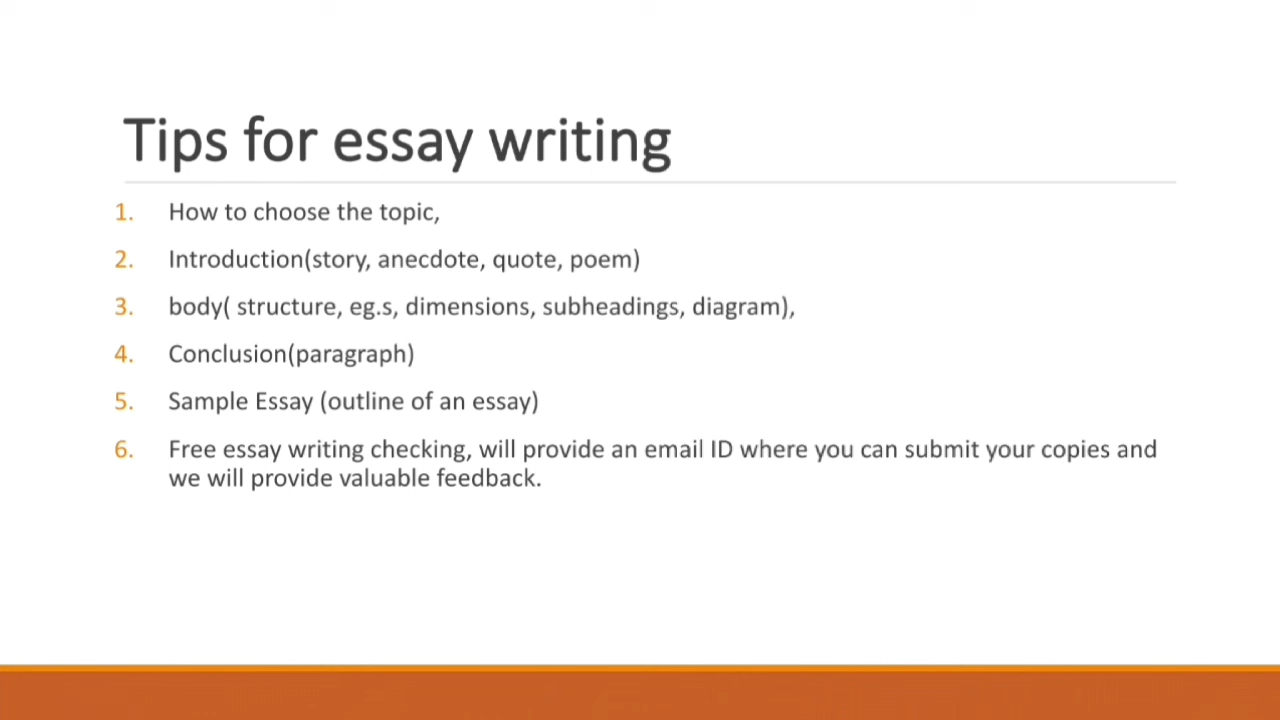 Tips for essay writing
1. How to choose the topic,
2. Introduction(story, anecdote, quote, poem)
3. body( structure, eg.s, dimensions, subheadings, diagram),
4. Conclusion(paragraph)
5. Sample Essay (outline of an essay)
6. Free essay writing checking, will provide an email ID where you can submit your copies and
we will provide valuable feedback.